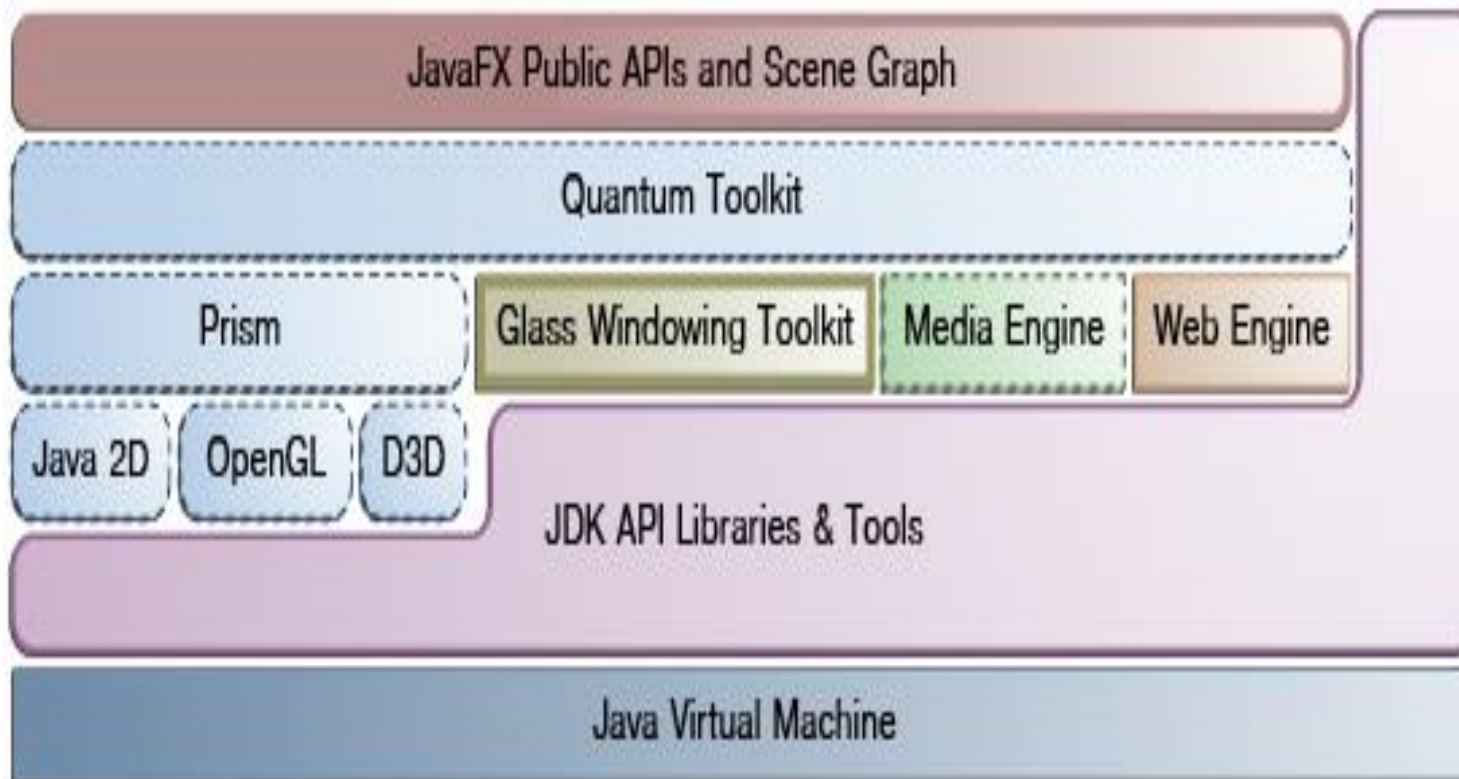 JavaFX Public APIs and Scene Graph
Quantum Toolkit
Prism
Glass Windowing Toolkit
Media Engine
Web Engine
Java 2D
OpenGL
D3D
JDK API Libraries & Tools
Java Virtual Machine